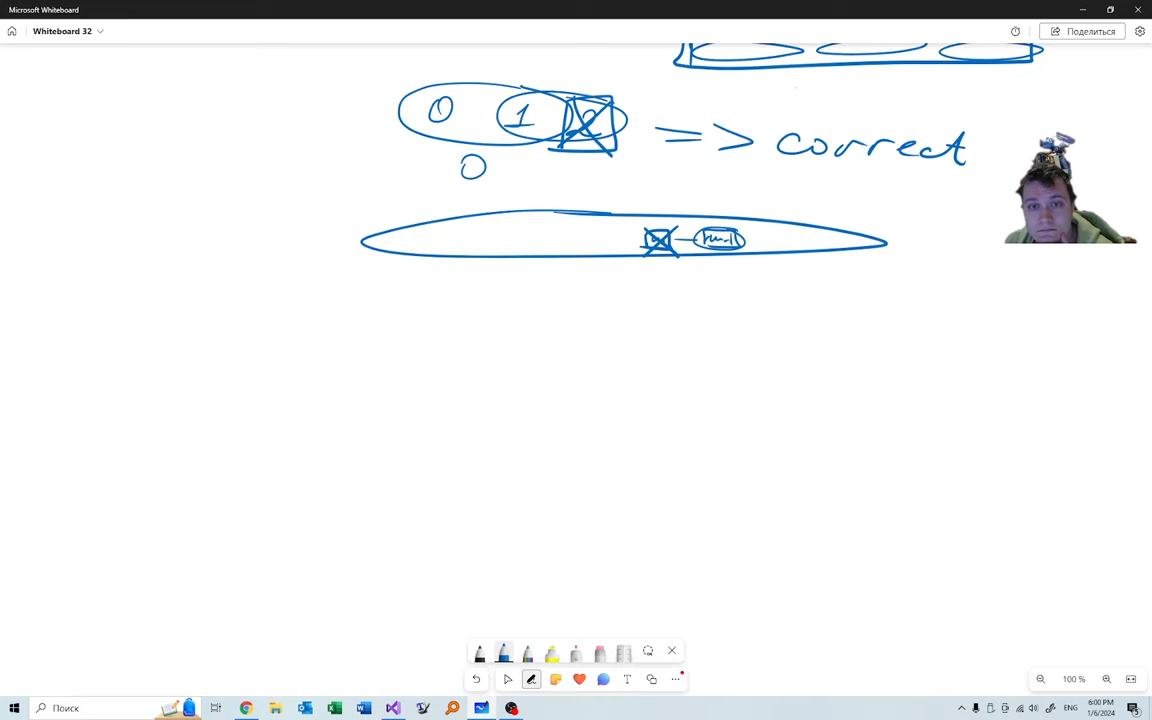 Microsoft Whiteboard
Whiteboard 32
Поделиться
0 1 2 => correct
0
100 %
Поиск
ENG
6:00 PM
1/6/2024
5